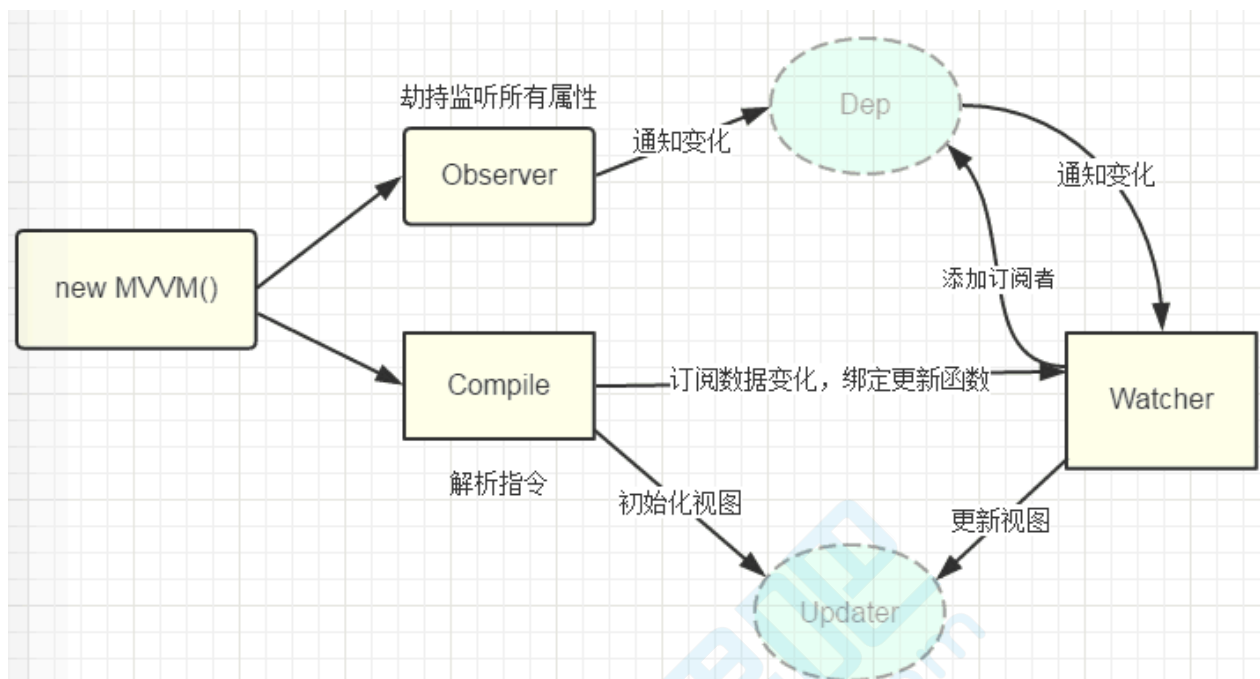 劫持监听所有属性
Dep
Observer
通知变化
通知变化
new MVVM()
添加订阅者
Compile
订阅数据变化，绑定更新函数
Watcher
解析指令
初始化视图
更新视图
Updater